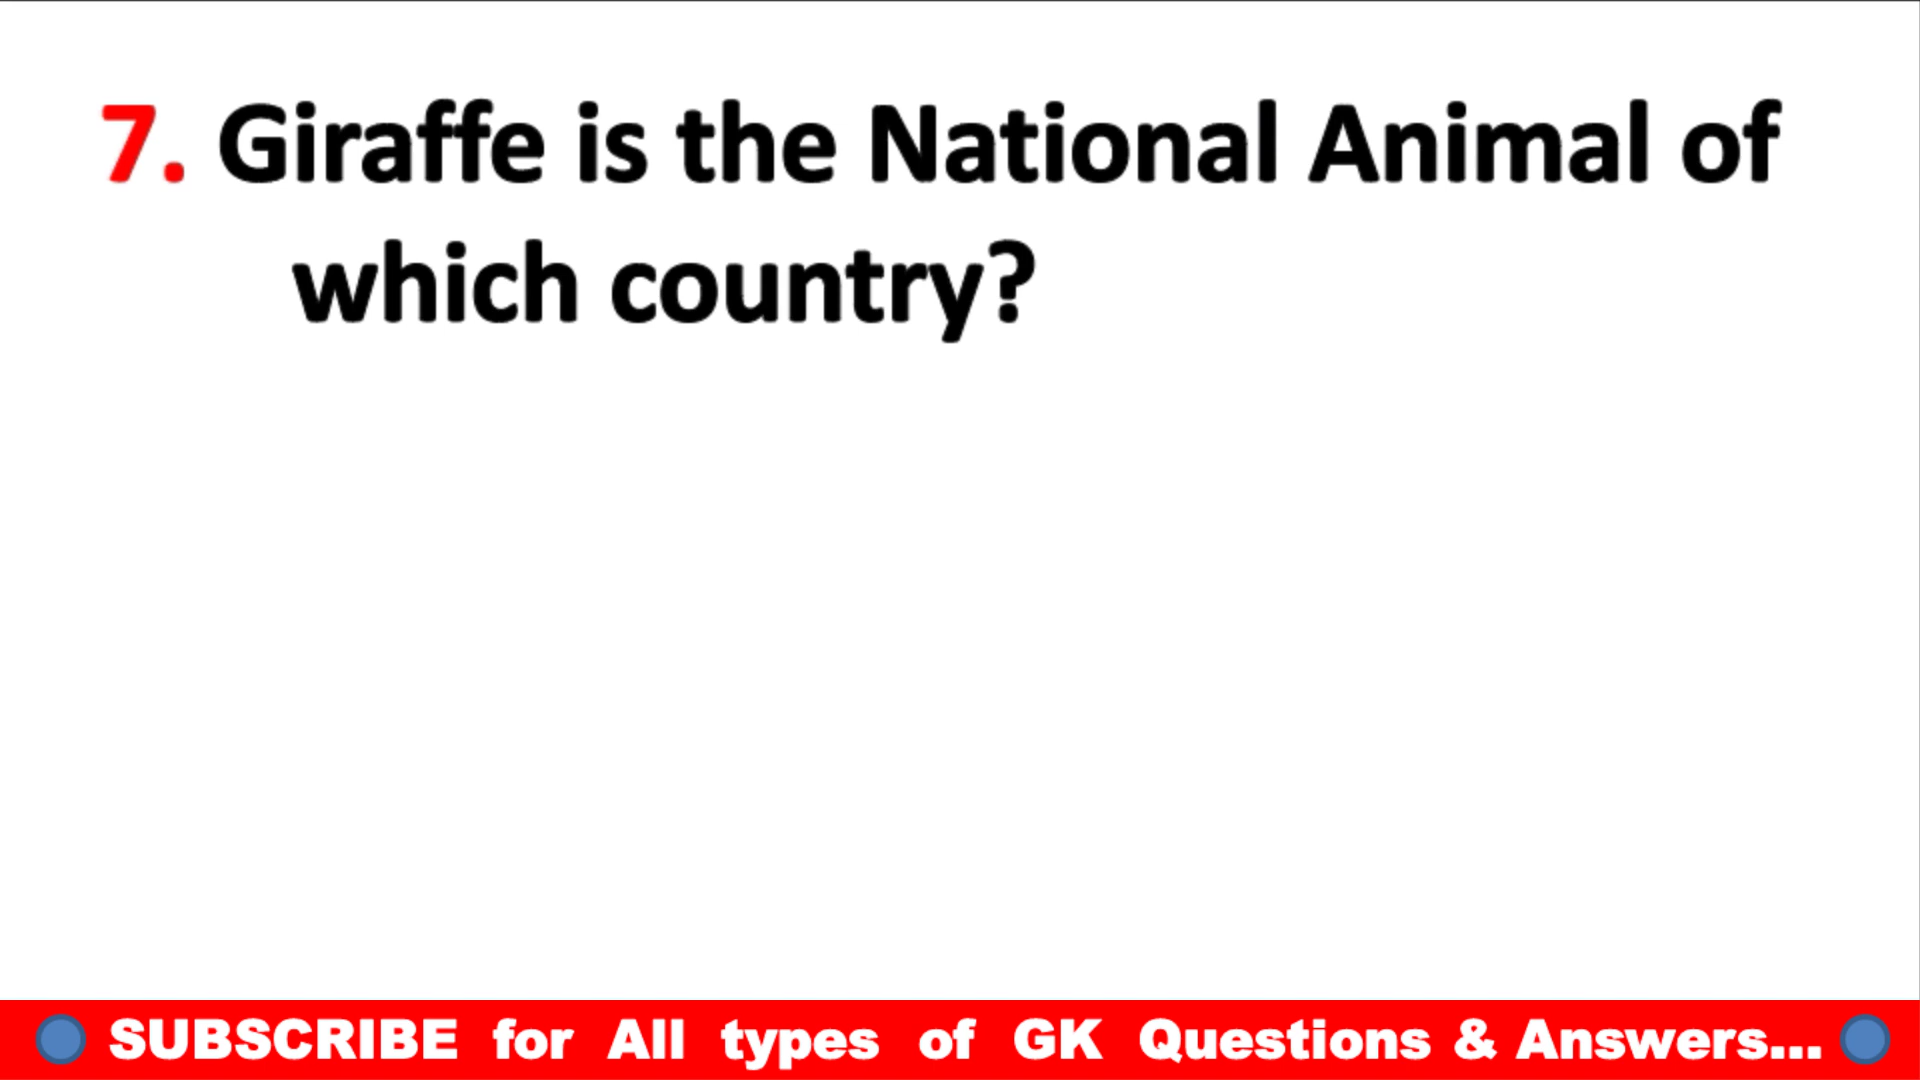 7. Giraffe is the National Animal of
which country?
SUBSCRIBE for All types of GK Questions & Answers...